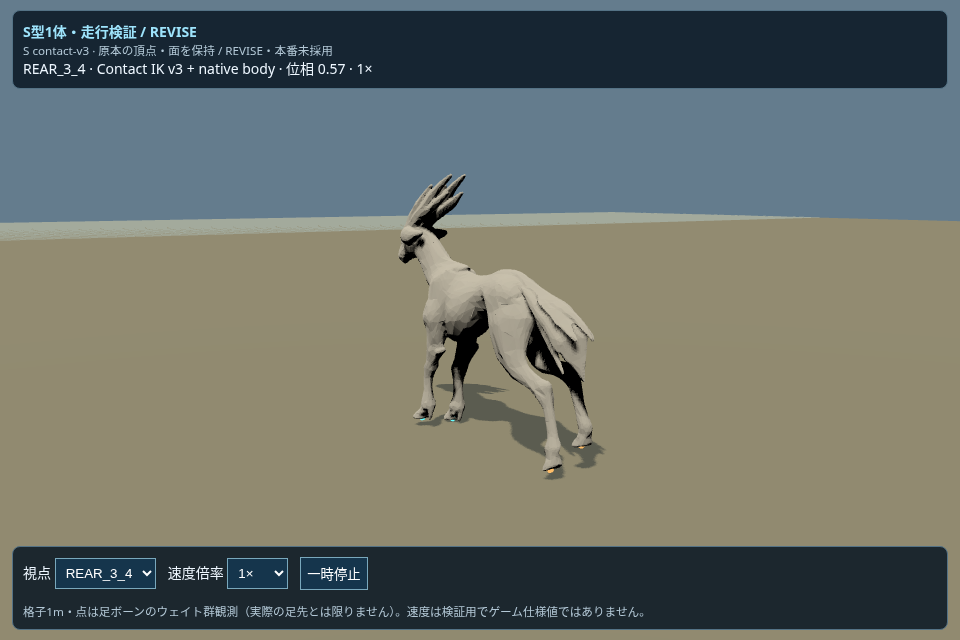 S型1体・走行検証 / REVISE
S contact-v3 · 原本の頂点・面を保持 / REVISE・本番未採用
REAR_3_4 · Contact IK v3 + native body · 位相 0.57 · 1×
視点 REAR_3_4 速度倍率 1× 一時停止
格子1m・点は足ボーンのウェイト群観測（実際の足先とは限りません）。速度は検証用でゲーム仕様値ではありません。